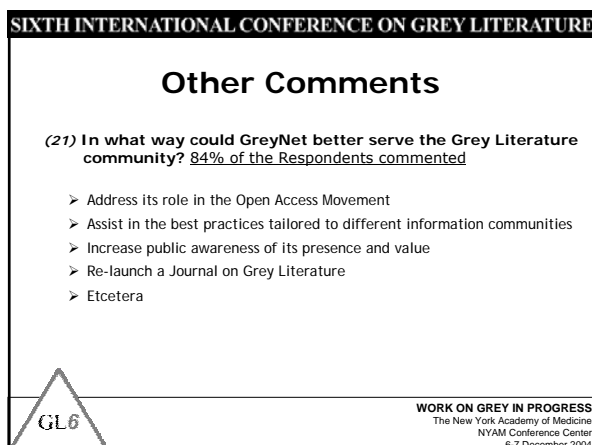 SIXTH INTERNATIONAL CONFERENCE ON GREY LITERATURE
Other Comments
(21) In what way could GreyNet better serve the Grey Literature
community? 84% of the Respondents commented
➢ Address its role in the Open Access Movement
➢ Assist in the best practices tailored to different information communities
➢ Increase public awareness of its presence and value
➢ Re-launch a Journal on Grey Literature
➢ Etcetera
GL6
WORK ON GREY IN PROGRESS
The New York Academy of Medicine
NYAM Conference Center
6-7 December 2004